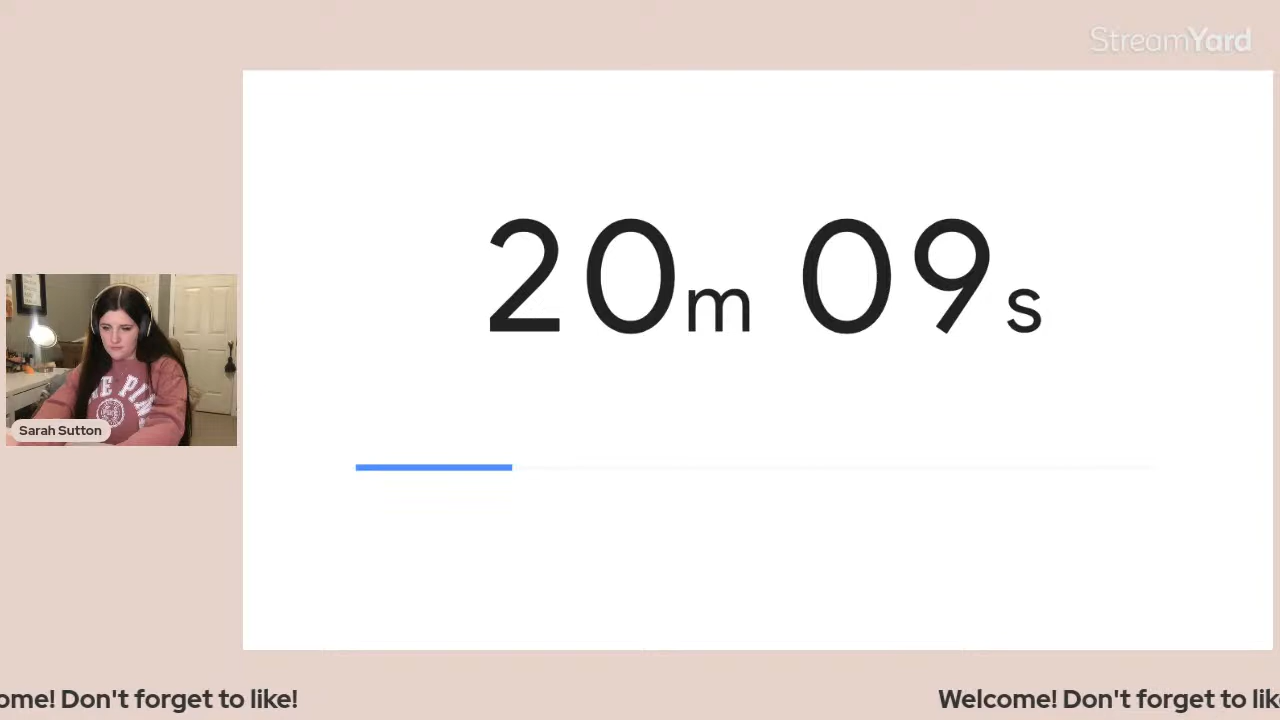 StreamYard
20m 09s
Sarah Sutton
ome! Don't forget to like!
Welcome! Don't forget to lik